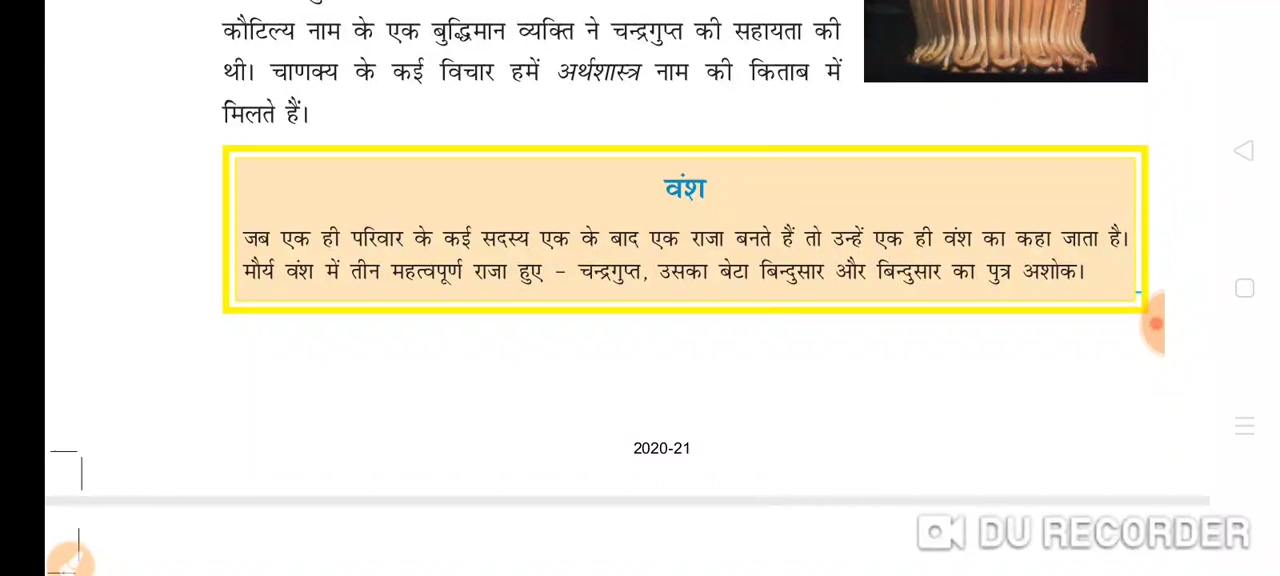 कौटिल्य नाम के एक बुद्धिमान व्यक्ति ने चन्द्रगुप्त की सहायता की
थी। चाणक्य के कई विचार हमें अर्थशास्त्र नाम की किताब में
मिलते हैं।
वंश
जब एक ही परिवार के कई सदस्य एक के बाद एक राजा बनते हैं तो उन्हें एक ही वंश का कहा जाता है।
मौर्य वंश में तीन महत्वपूर्ण राजा हुए – चन्द्रगुप्त, उसका बेटा बिन्दुसार और बिन्दुसार का पुत्र अशोक।
2020-21
DU RECORDER